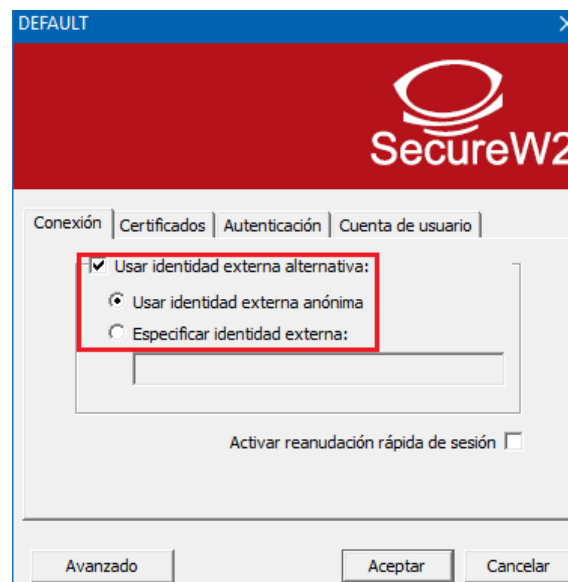 DEFAULT
SecureW2
Conexión Certificados Autenticación Cuenta de usuario
Usar identidad externa alternativa:
Usar identidad externa anónima
Especificar identidad externa:
Activar reanudación rápida de sesión
Avanzado Aceptar Cancelar